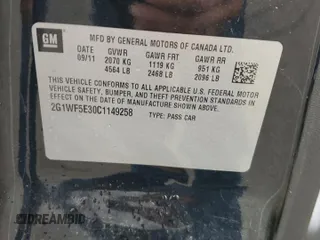 GM
MFD BY GENERAL MOTORS OF CANADA LTD.
DATE GVWR GAWR FRT GAWR RR
09/11 2070 KG 1119 KG 951 KG
4564 LB 2468 LB 2096 LB
THIS VEHICLE CONFORMS TO ALL APPLICABLE U.S. FEDERAL MOTOR
VEHICLE SAFETY, BUMPER, AND THEFT PREVENTION STANDARDS IN
EFFECT ON THE DATE OF MANUFACTURE SHOWN ABOVE.
2G1WF5E30C1149258 TYPE: PASS CAR
DREAMBID